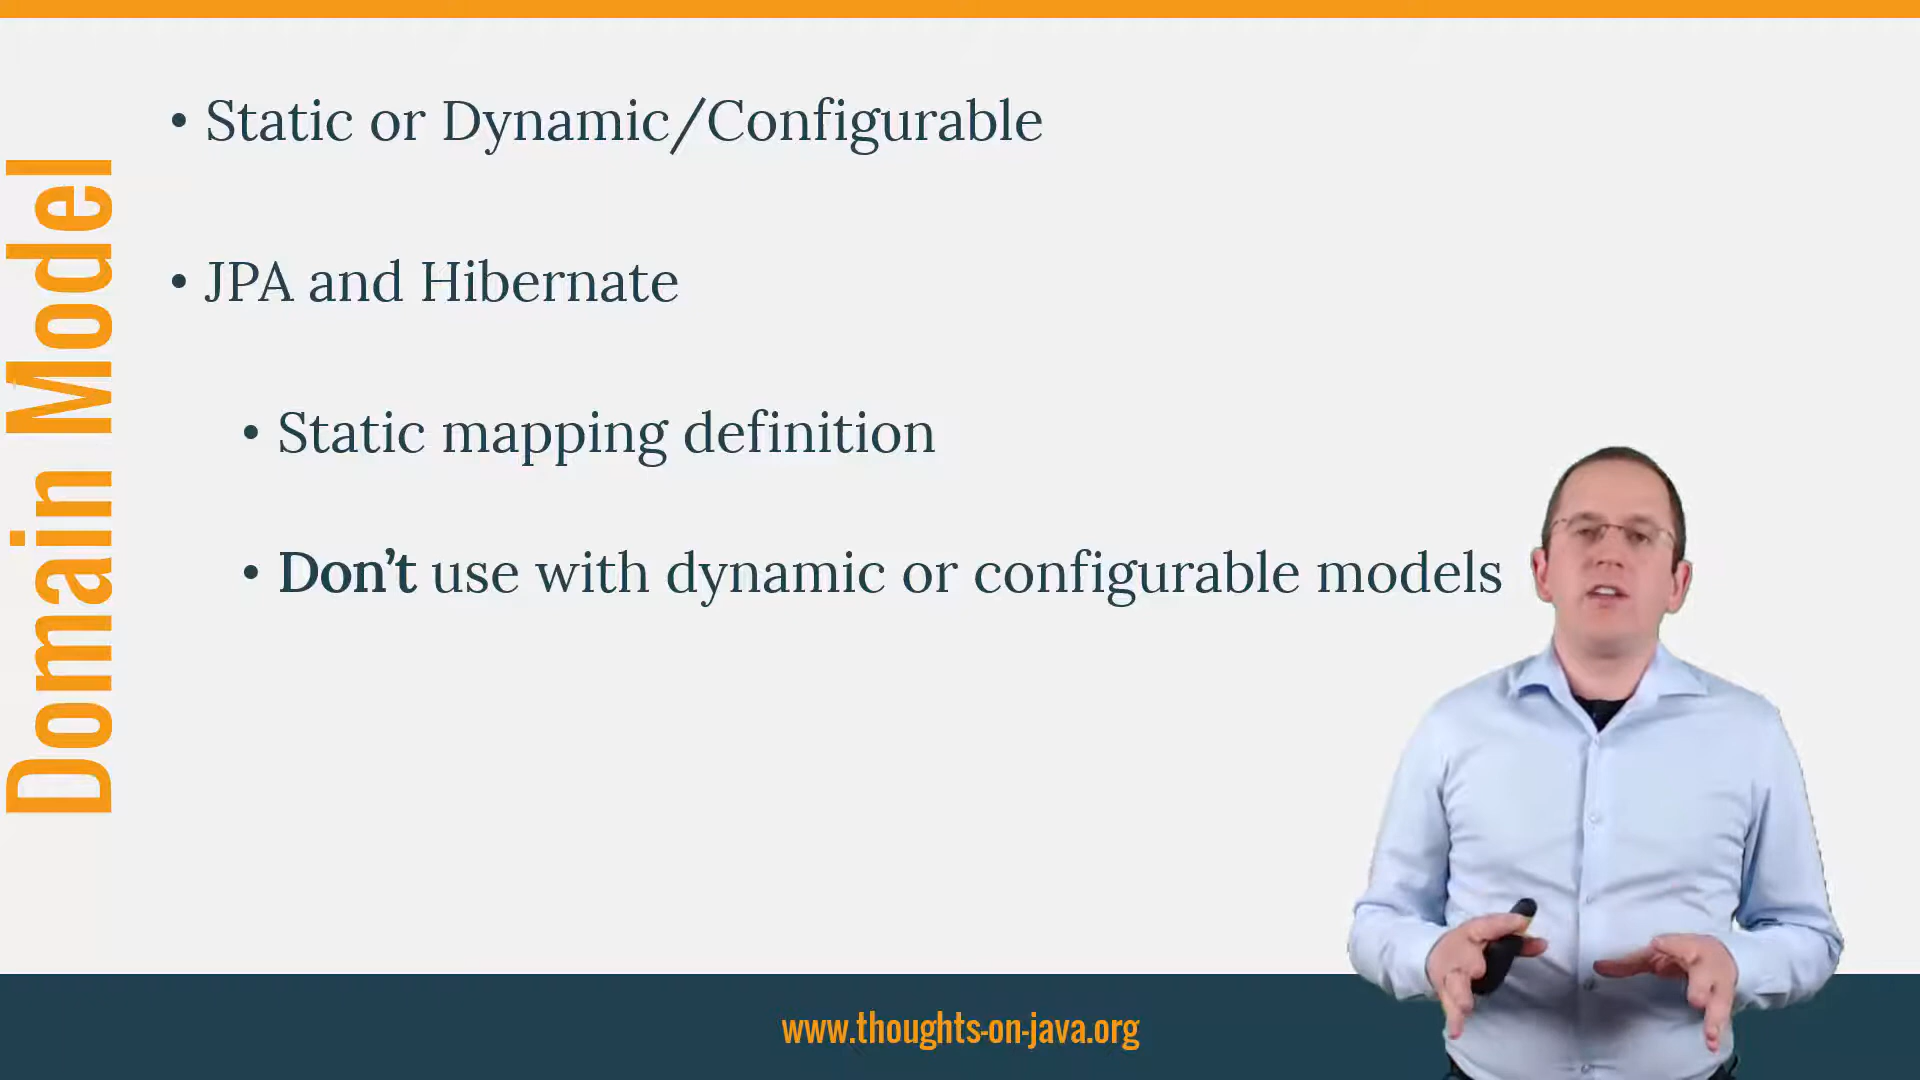 Domain Model
• Static or Dynamic/Configurable
• JPA and Hibernate
• Static mapping definition
• Don't use with dynamic or configurable models
www.thoughts-on-java.org